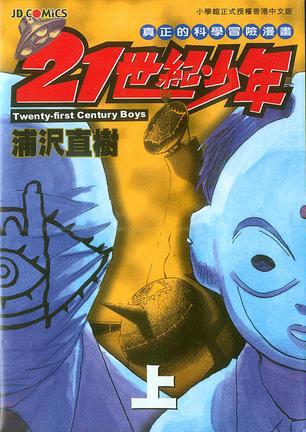 JD COMICS
小學館正式授權香港中文版
真正的科學冒險漫畫
21世紀少年
Twenty-first Century Boys
浦沢直樹
上